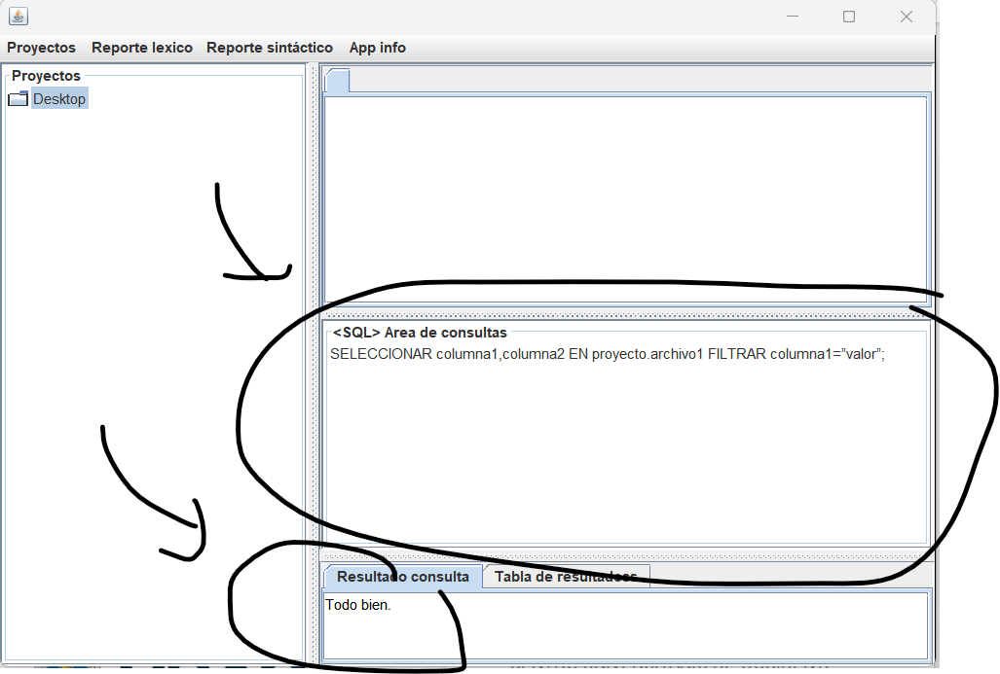 Proyectos Reporte lexico Reporte sintáctico App info
Proyectos
Desktop
<SQL> Area de consultas
SELECCIONAR columna1,columna2 EN proyecto.archivo1 FILTRAR columna1=”valor”;
Resultado consulta Tabla de resultados
Todo bien.